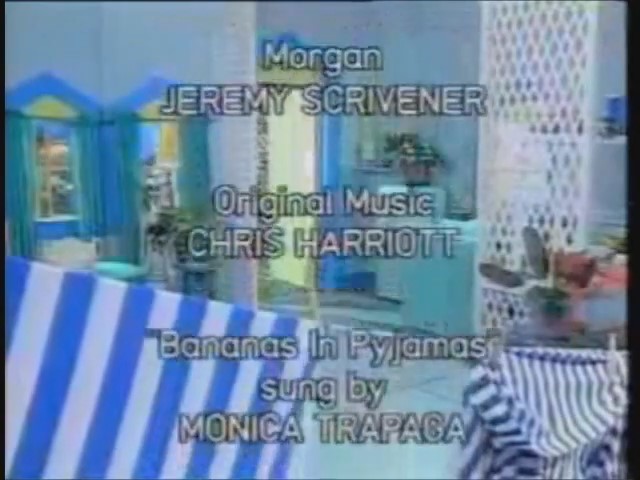 Morgan
JEREMY SCRIVENER
Original Music
CHRIS HARRIOTT
"Bananas In Pyjamas"
sung by
MONICA TRAPAGA